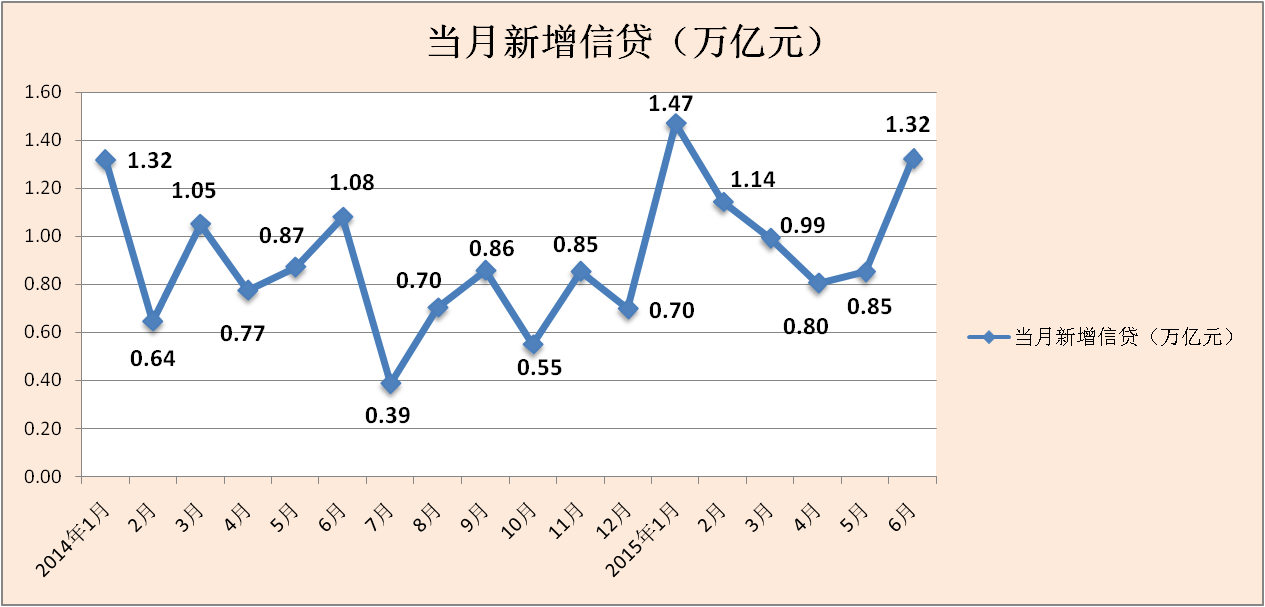 当月新增信贷（万亿元）
1.60
1.40
1.20
1.00
0.80
0.60
0.40
0.20
0.00
1.32
0.64
1.05
0.77
0.87
1.08
0.39
0.70
0.86
0.55
0.85
0.70
1.47
1.14
0.99
0.80
0.85
1.32
2014年1月
2月
3月
4月
5月
6月
7月
8月
9月
10月
11月
12月
2015年1月
2月
3月
4月
5月
6月
当月新增信贷（万亿元）